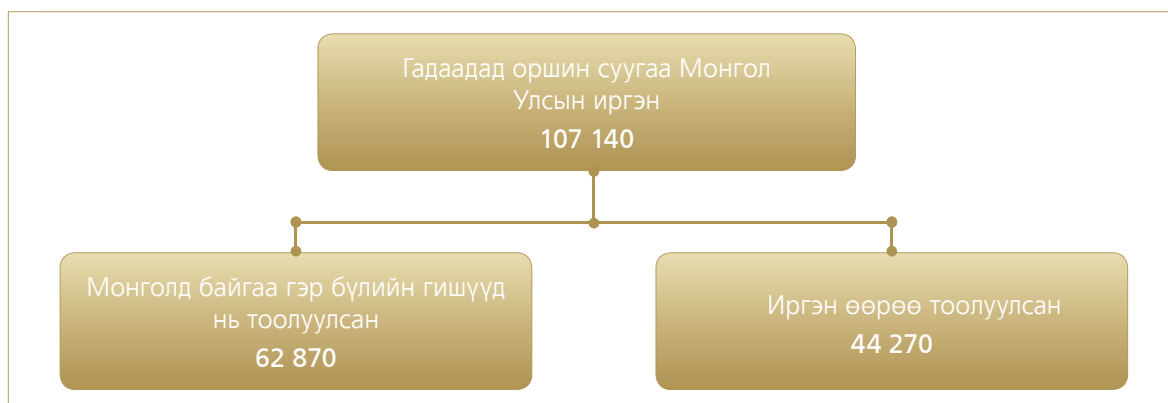 Гадаадад оршин суугаа Монгол
Улсын иргэн
107 140
Монголд байгаа гэр бүлийн гишүүд
нь тоолуулсан
62 870
Иргэн өөрөө тоолуулсан
44 270